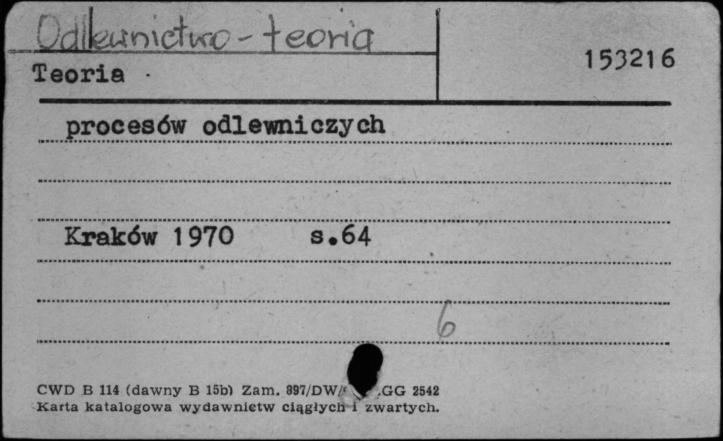 Odlewnictwo - teoria
153216
Teoria
procesów odlewniczych
Kraków 1970 s.64
6
CWD B 114 (dawny B 15b) Zam. 897/DW/ .GG 2542
Karta katalogowa wydawnictw ciągłych i zwartych.